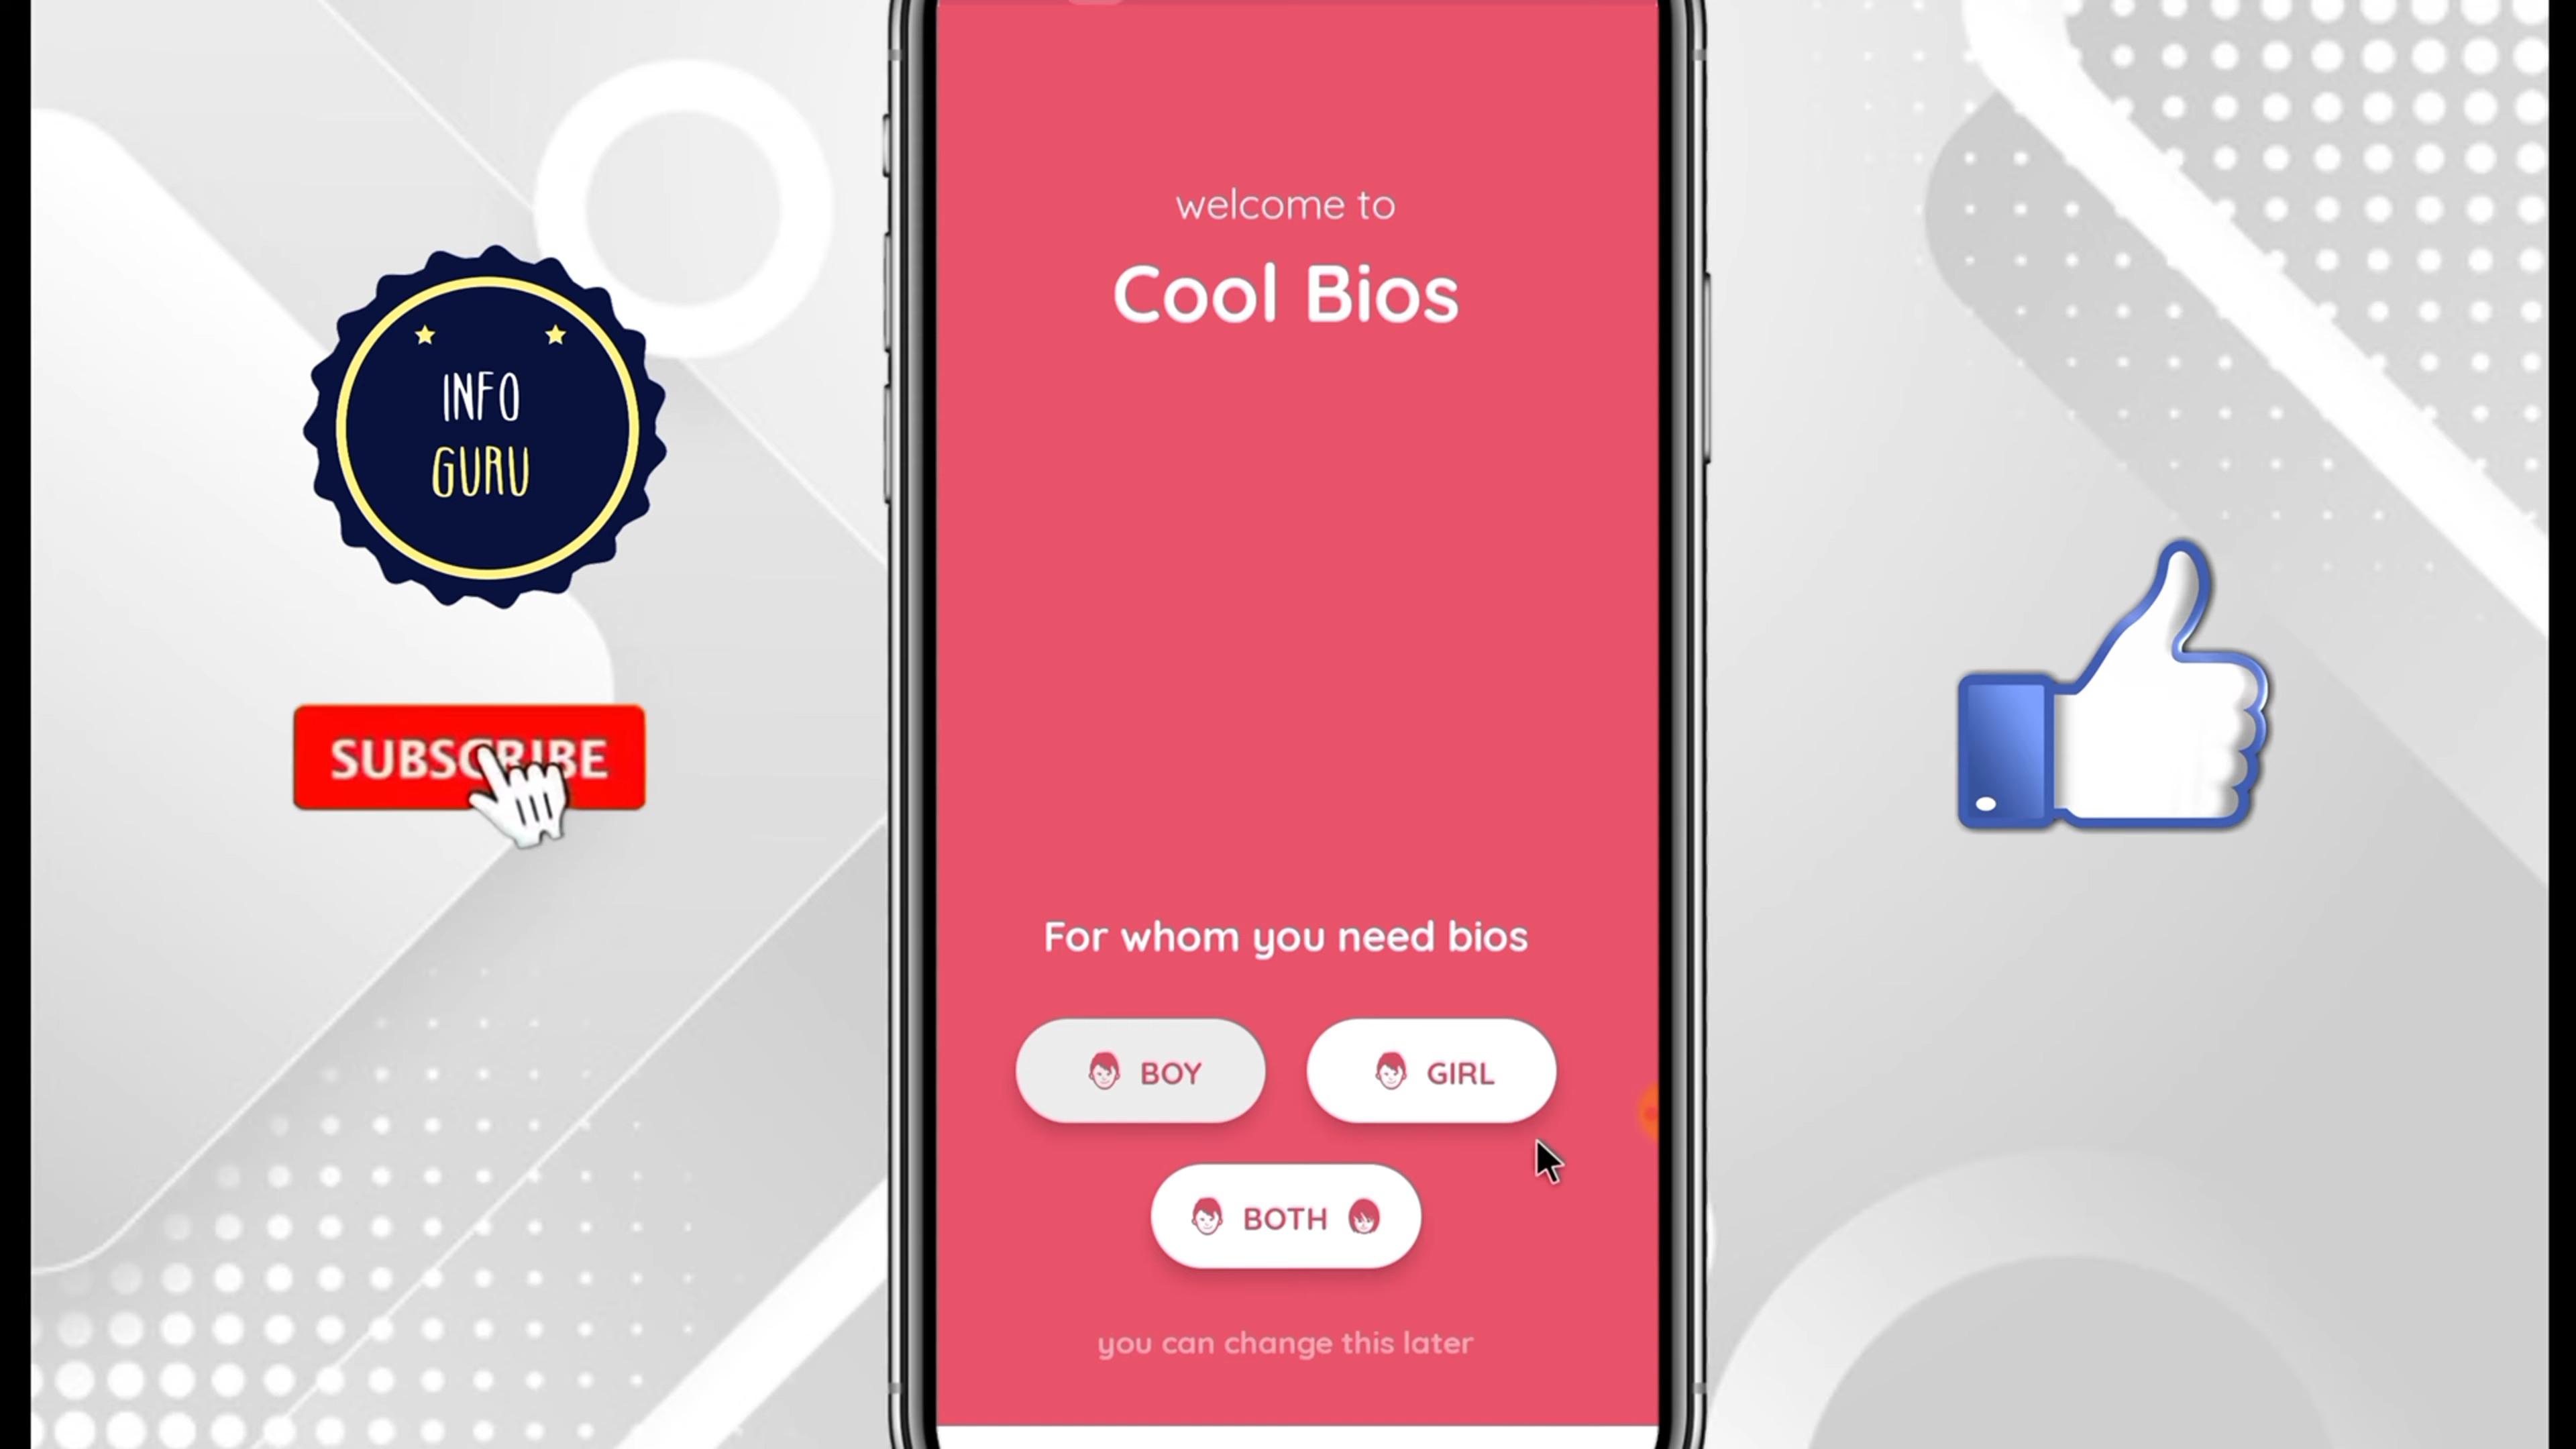 INFO
GURU
SUBSCRIBE
welcome to
Cool Bios
For whom you need bios
BOY
GIRL
BOTH
you can change this later